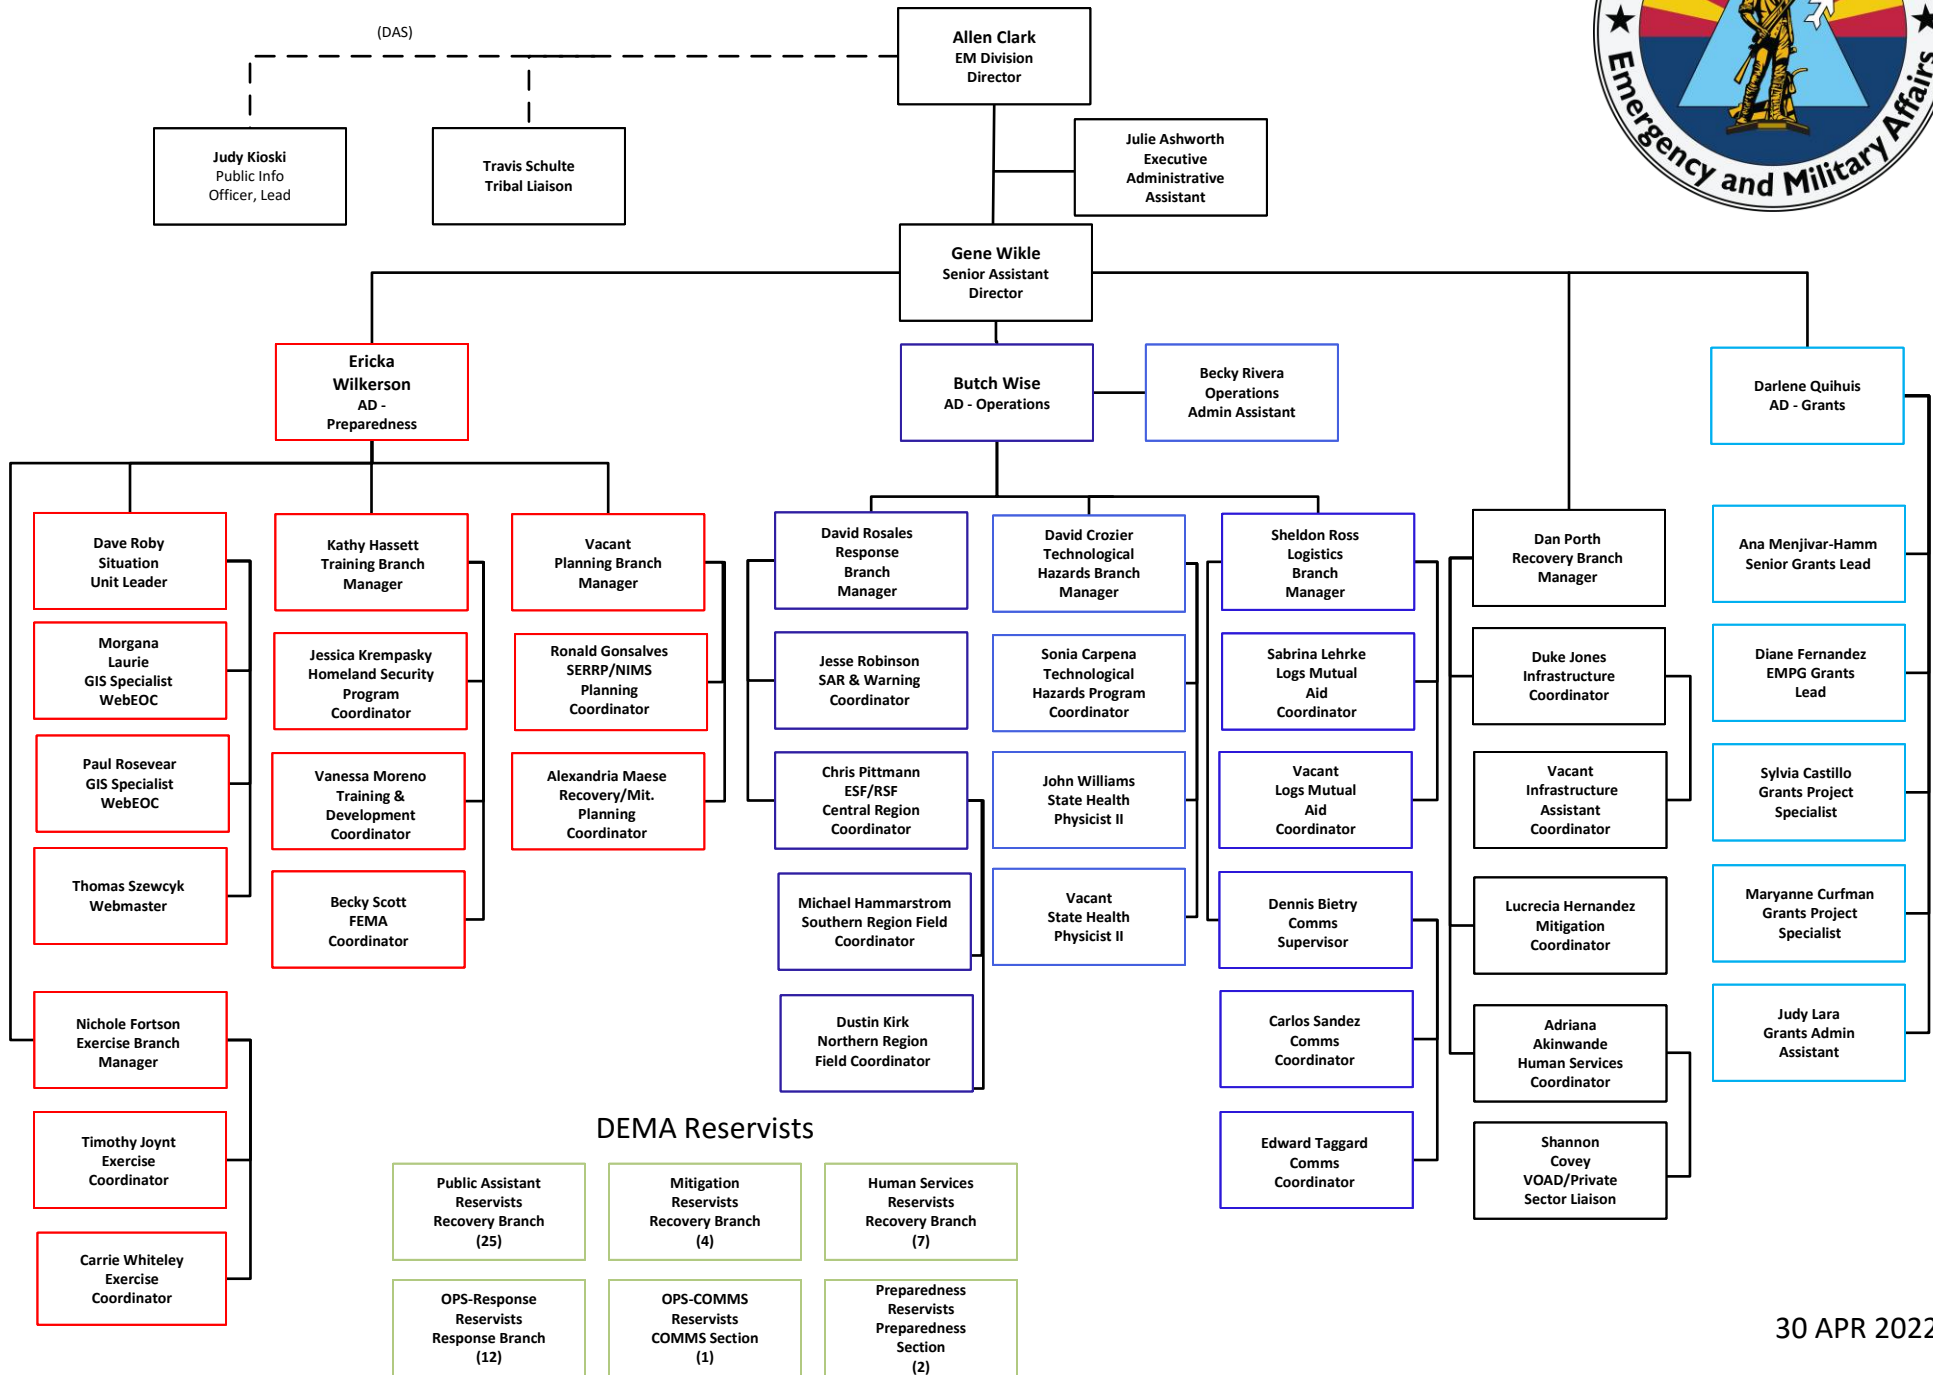 (DAS)
Allen Clark
EM Division
Director
Emergency and Military Affairs
Judy Kioski
Public Info
Officer, Lead
Travis Schulte
Tribal Liaison
Julie Ashworth
Executive
Administrative
Assistant
Gene Wikle
Senior Assistant
Director
Ericka
Wilkerson
AD -
Preparedness
Butch Wise
AD - Operations
Becky Rivera
Operations
Admin Assistant
Darlene Quihuis
AD - Grants
Dave Roby
Situation
Unit Leader
Morgana
Laurie
GIS Specialist
WebEOC
Paul Rosevear
GIS Specialist
WebEOC
Thomas Szewcyk
Webmaster
Nichole Fortson
Exercise Branch
Manager
Timothy Joynt
Exercise
Coordinator
Carrie Whiteley
Exercise
Coordinator
Kathy Hassett
Training Branch
Manager
Jessica Krempasky
Homeland Security
Program
Coordinator
Vanessa Moreno
Training &
Development
Coordinator
Becky Scott
FEMA
Coordinator
Vacant
Planning Branch
Manager
Ronald Gonsalves
SERRP/NIMS
Planning
Coordinator
Alexandria Maese
Recovery/Mit.
Planning
Coordinator
David Rosales
Response
Branch
Manager
Jesse Robinson
SAR & Warning
Coordinator
Chris Pittmann
ESF/RSF
Central Region
Coordinator
Michael Hammarstrom
Southern Region Field
Coordinator
Dustin Kirk
Northern Region
Field Coordinator
David Crozier
Technological
Hazards Branch
Manager
Sonia Carpena
Technological
Hazards Program
Coordinator
John Williams
State Health
Physicist II
Vacant
State Health
Physicist II
Sheldon Ross
Logistics
Branch
Manager
Sabrina Lehrke
Logs Mutual
Aid
Coordinator
Vacant
Logs Mutual
Aid
Coordinator
Dennis Bietry
Comms
Supervisor
Carlos Sandez
Comms
Coordinator
Edward Taggard
Comms
Coordinator
Dan Porth
Recovery Branch
Manager
Duke Jones
Infrastructure
Coordinator
Vacant
Infrastructure
Assistant
Coordinator
Lucrecia Hernandez
Mitigation
Coordinator
Adriana
Akinwande
Human Services
Coordinator
Shannon
Covey
VOAD/Private
Sector Liaison
Ana Menjivar-Hamm
Senior Grants Lead
Diane Fernandez
EMPG Grants
Lead
Sylvia Castillo
Grants Project
Specialist
Maryanne Curfman
Grants Project
Specialist
Judy Lara
Grants Admin
Assistant
DEMA Reservists
Public Assistant
Reservists
Recovery Branch
(25)
Mitigation
Reservists
Recovery Branch
(4)
Human Services
Reservists
Recovery Branch
(7)
OPS-Response
Reservists
Response Branch
(12)
OPS-COMMS
Reservists
COMMS Section
(1)
Preparedness
Reservists
Preparedness
Section
(2)
30 APR 2022